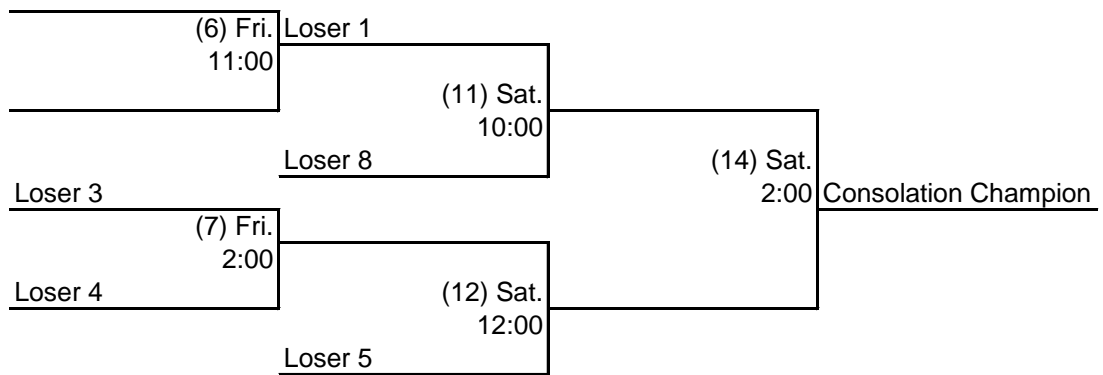 (6) Fri. Loser 1
11:00
(11) Sat.
10:00
Loser 8
(14) Sat.
Loser 3
2:00 Consolation Champion
(7) Fri.
2:00
Loser 4
(12) Sat.
12:00
Loser 5